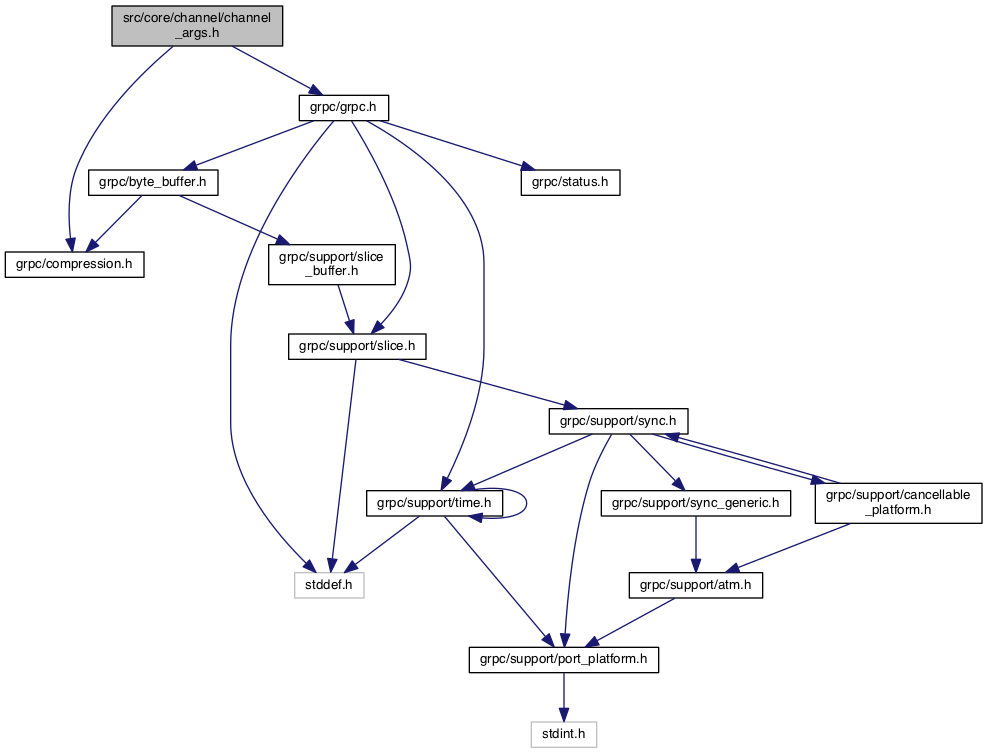 src/core/channel/channel
_args.h
grpc/grpc.h
grpc/byte_buffer.h
grpc/status.h
grpc/compression.h
grpc/support/slice
_buffer.h
grpc/support/slice.h
grpc/support/sync.h
grpc/support/time.h
grpc/support/sync_generic.h
grpc/support/cancellable
_platform.h
stddef.h
grpc/support/atm.h
grpc/support/port_platform.h
stdint.h